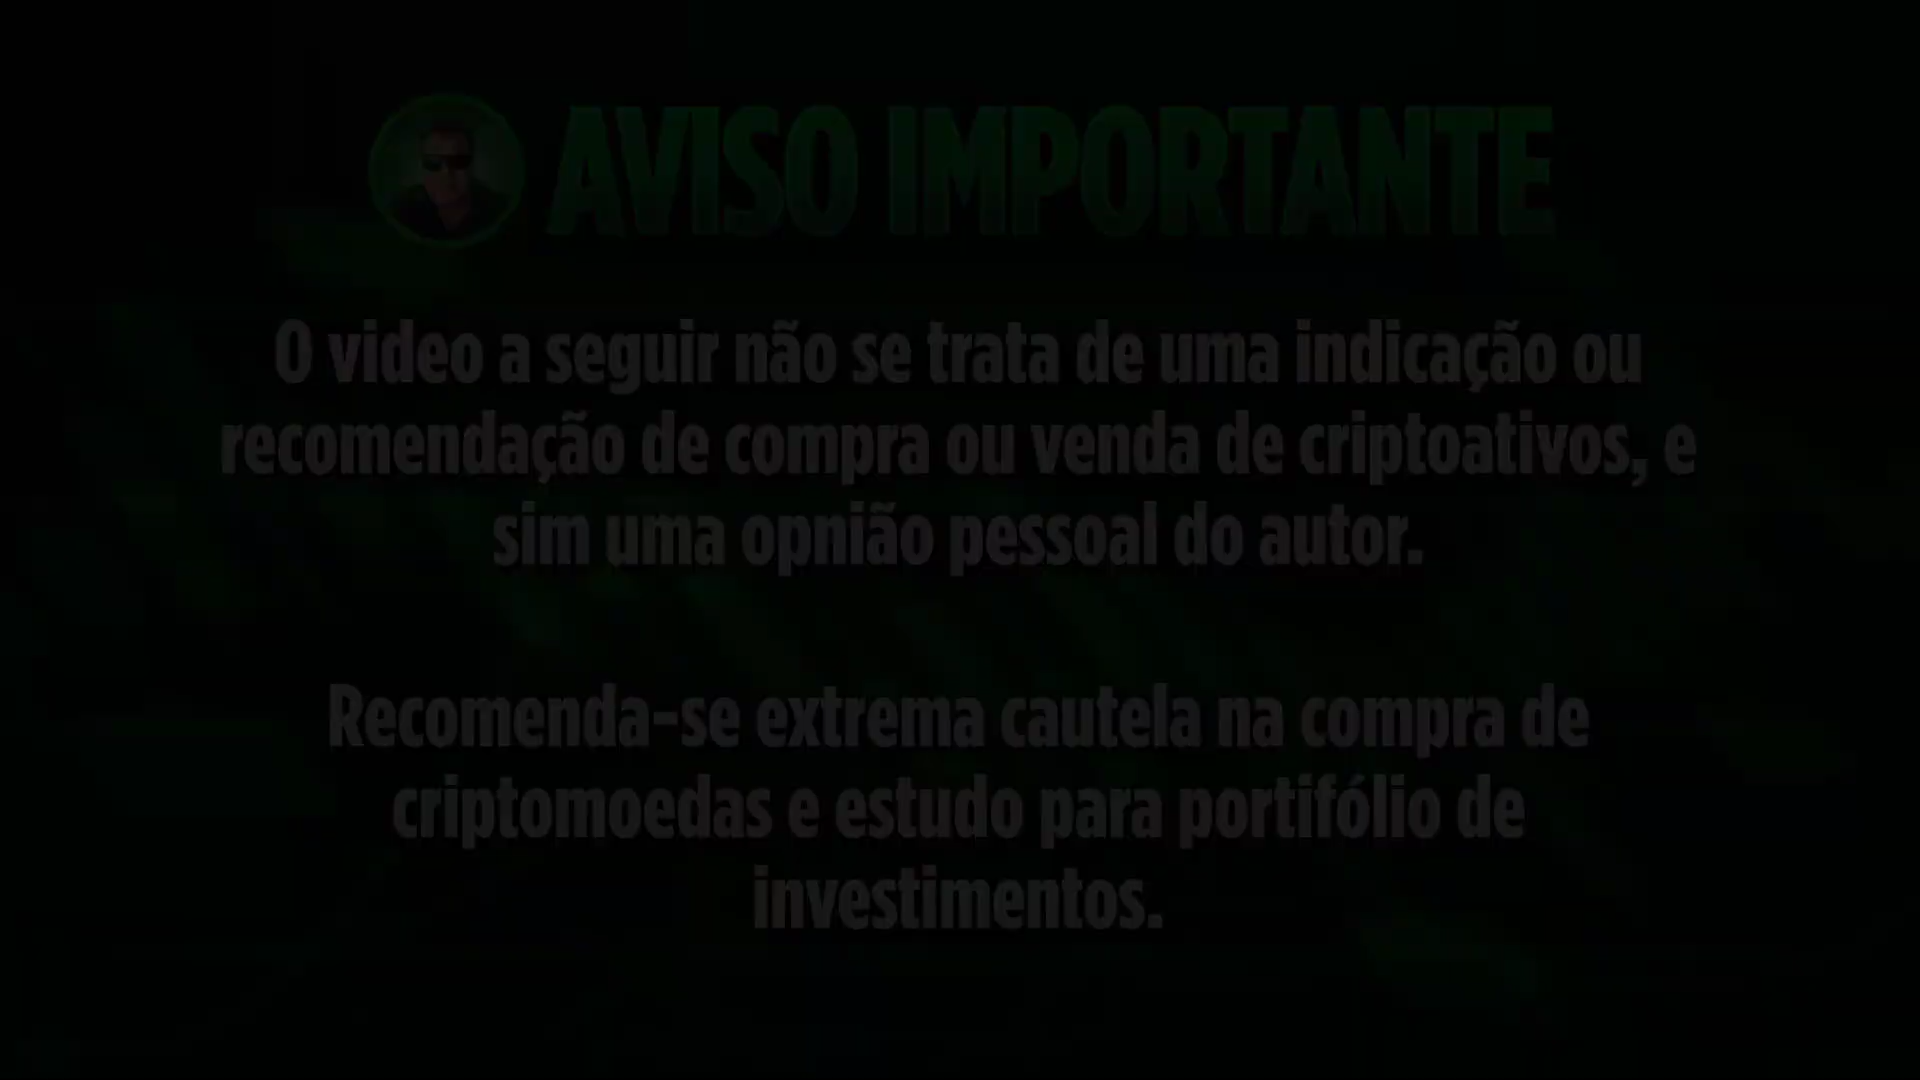 AVISO IMPORTANTE
O video a seguir não se trata de uma indicação ou
recomendação de compra ou venda de criptoativos, e
sim uma opnião pessoal do autor.
Recomenda-se extrema cautela na compra de
criptomoedas e estudo para portifólio de
investimentos.